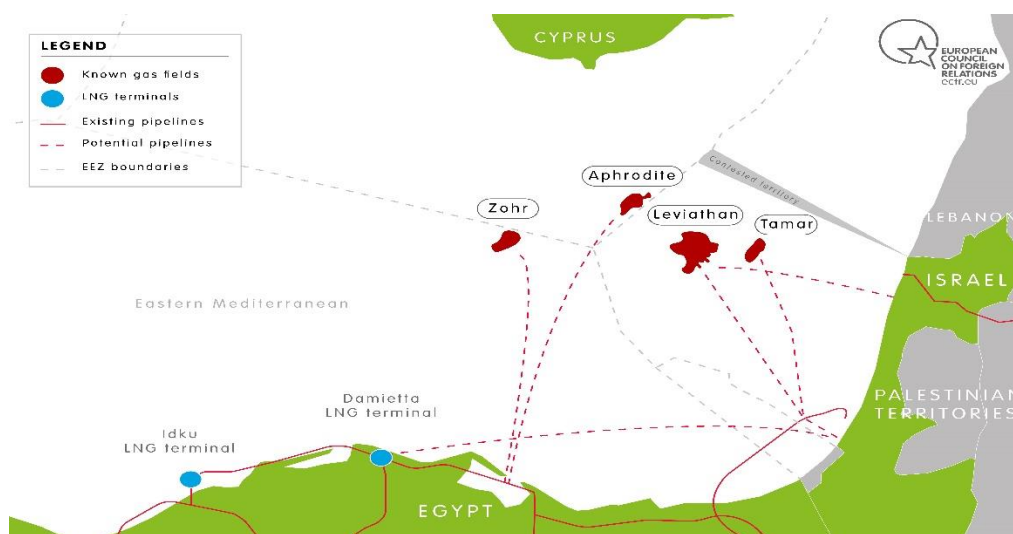 LEGEND
Known gas fields
LNG terminals
Existing pipelines
Potential pipelines
EEZ boundaries
CYPRUS
EUROPEAN
COUNCIL
ON FOREIGN
RELATIONS
ecfr.eu
Contested territory
Aphrodite
Zohr
Leviathan
Tamar
LEBANON
ISRAEL
Eastern Mediterranean
Damietta
LNG terminal
Idku
LNG terminal
PALESTINIAN
TERRITORIES
EGYPT